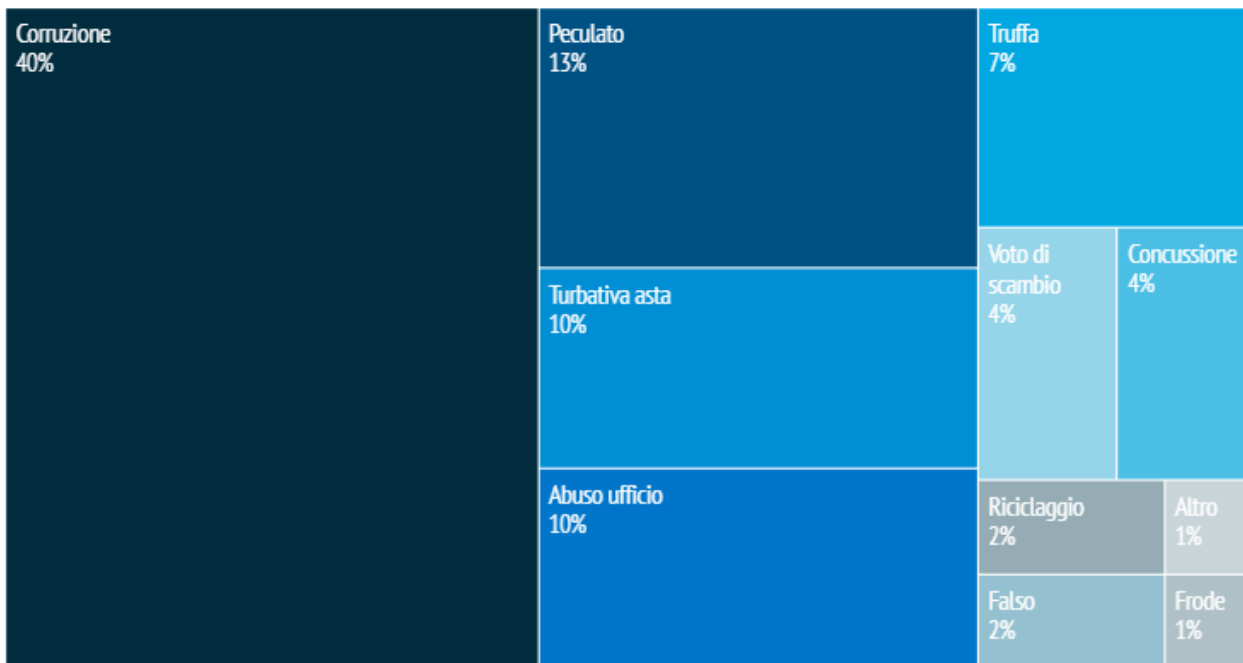 Corruzione
40%
Peculato
13%
Turbativa asta
10%
Abuso ufficio
10%
Truffa
7%
Voto di
scambio
4%
Concussione
4%
Riciclaggio
2%
Altro
1%
Falso
2%
Frode
1%